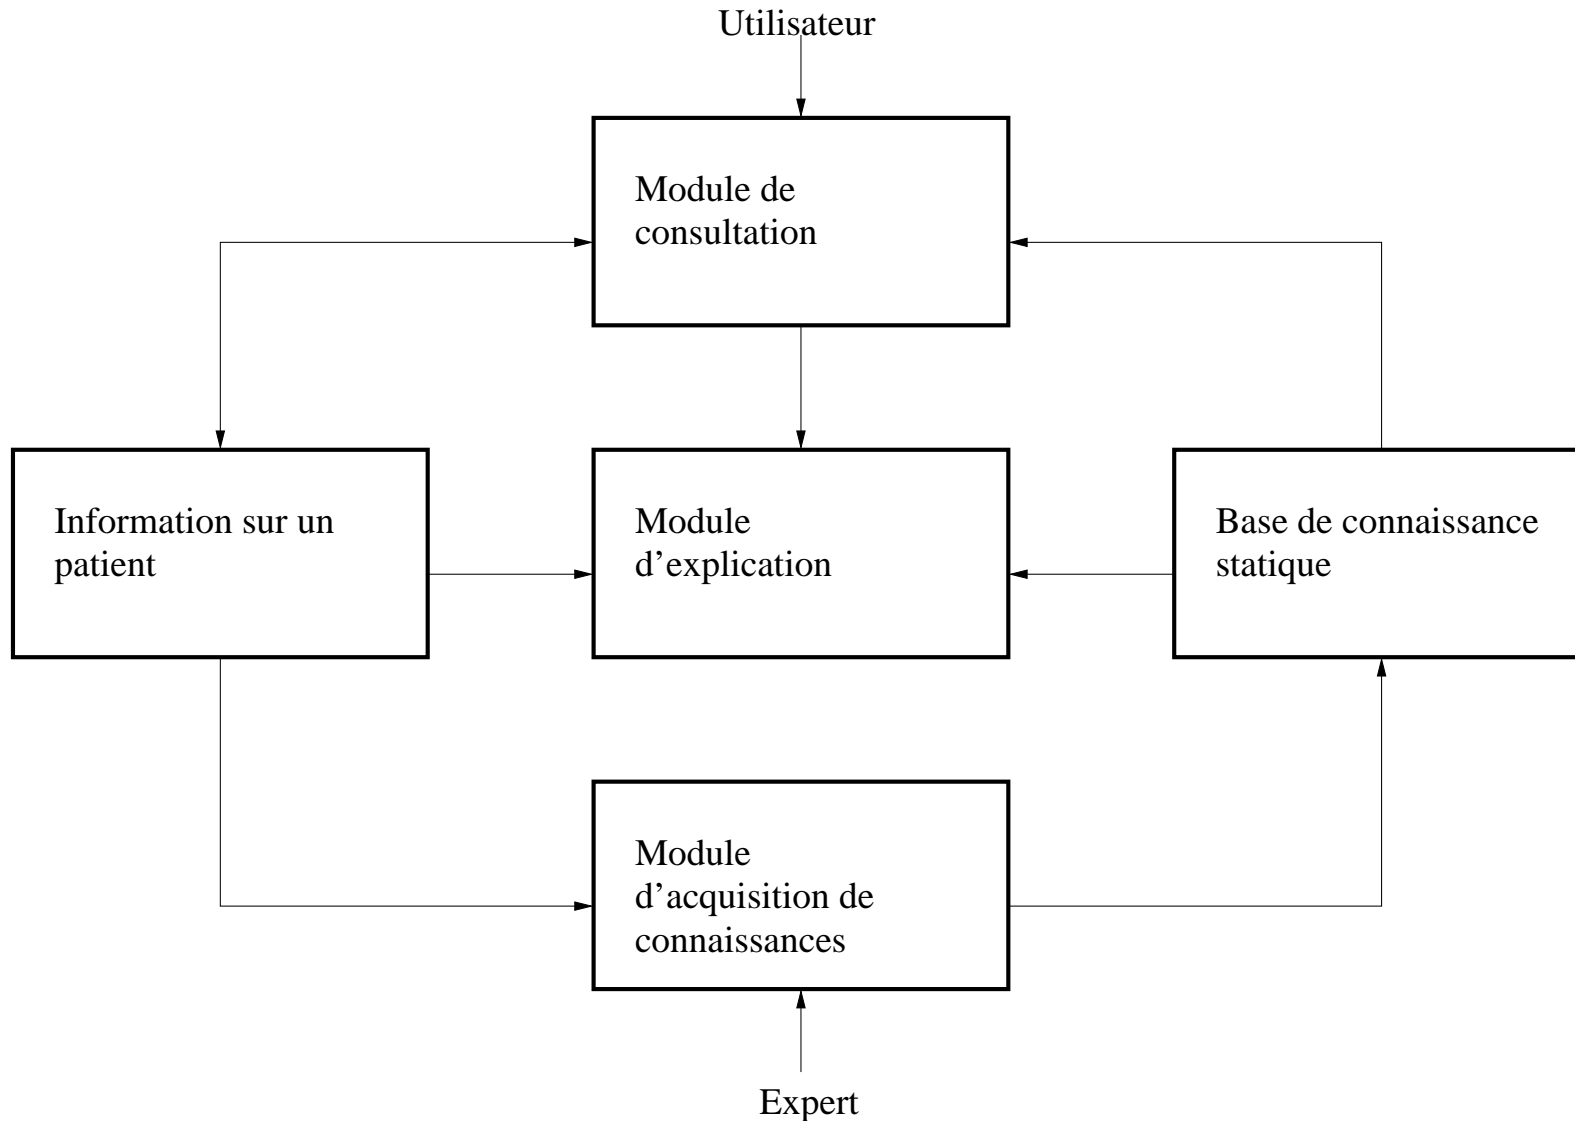 Utilisateur
Module de
consultation
Information sur un
patient
Module
d’explication
Base de connaissance
statique
Module
d’acquisition de
connaissances
Expert